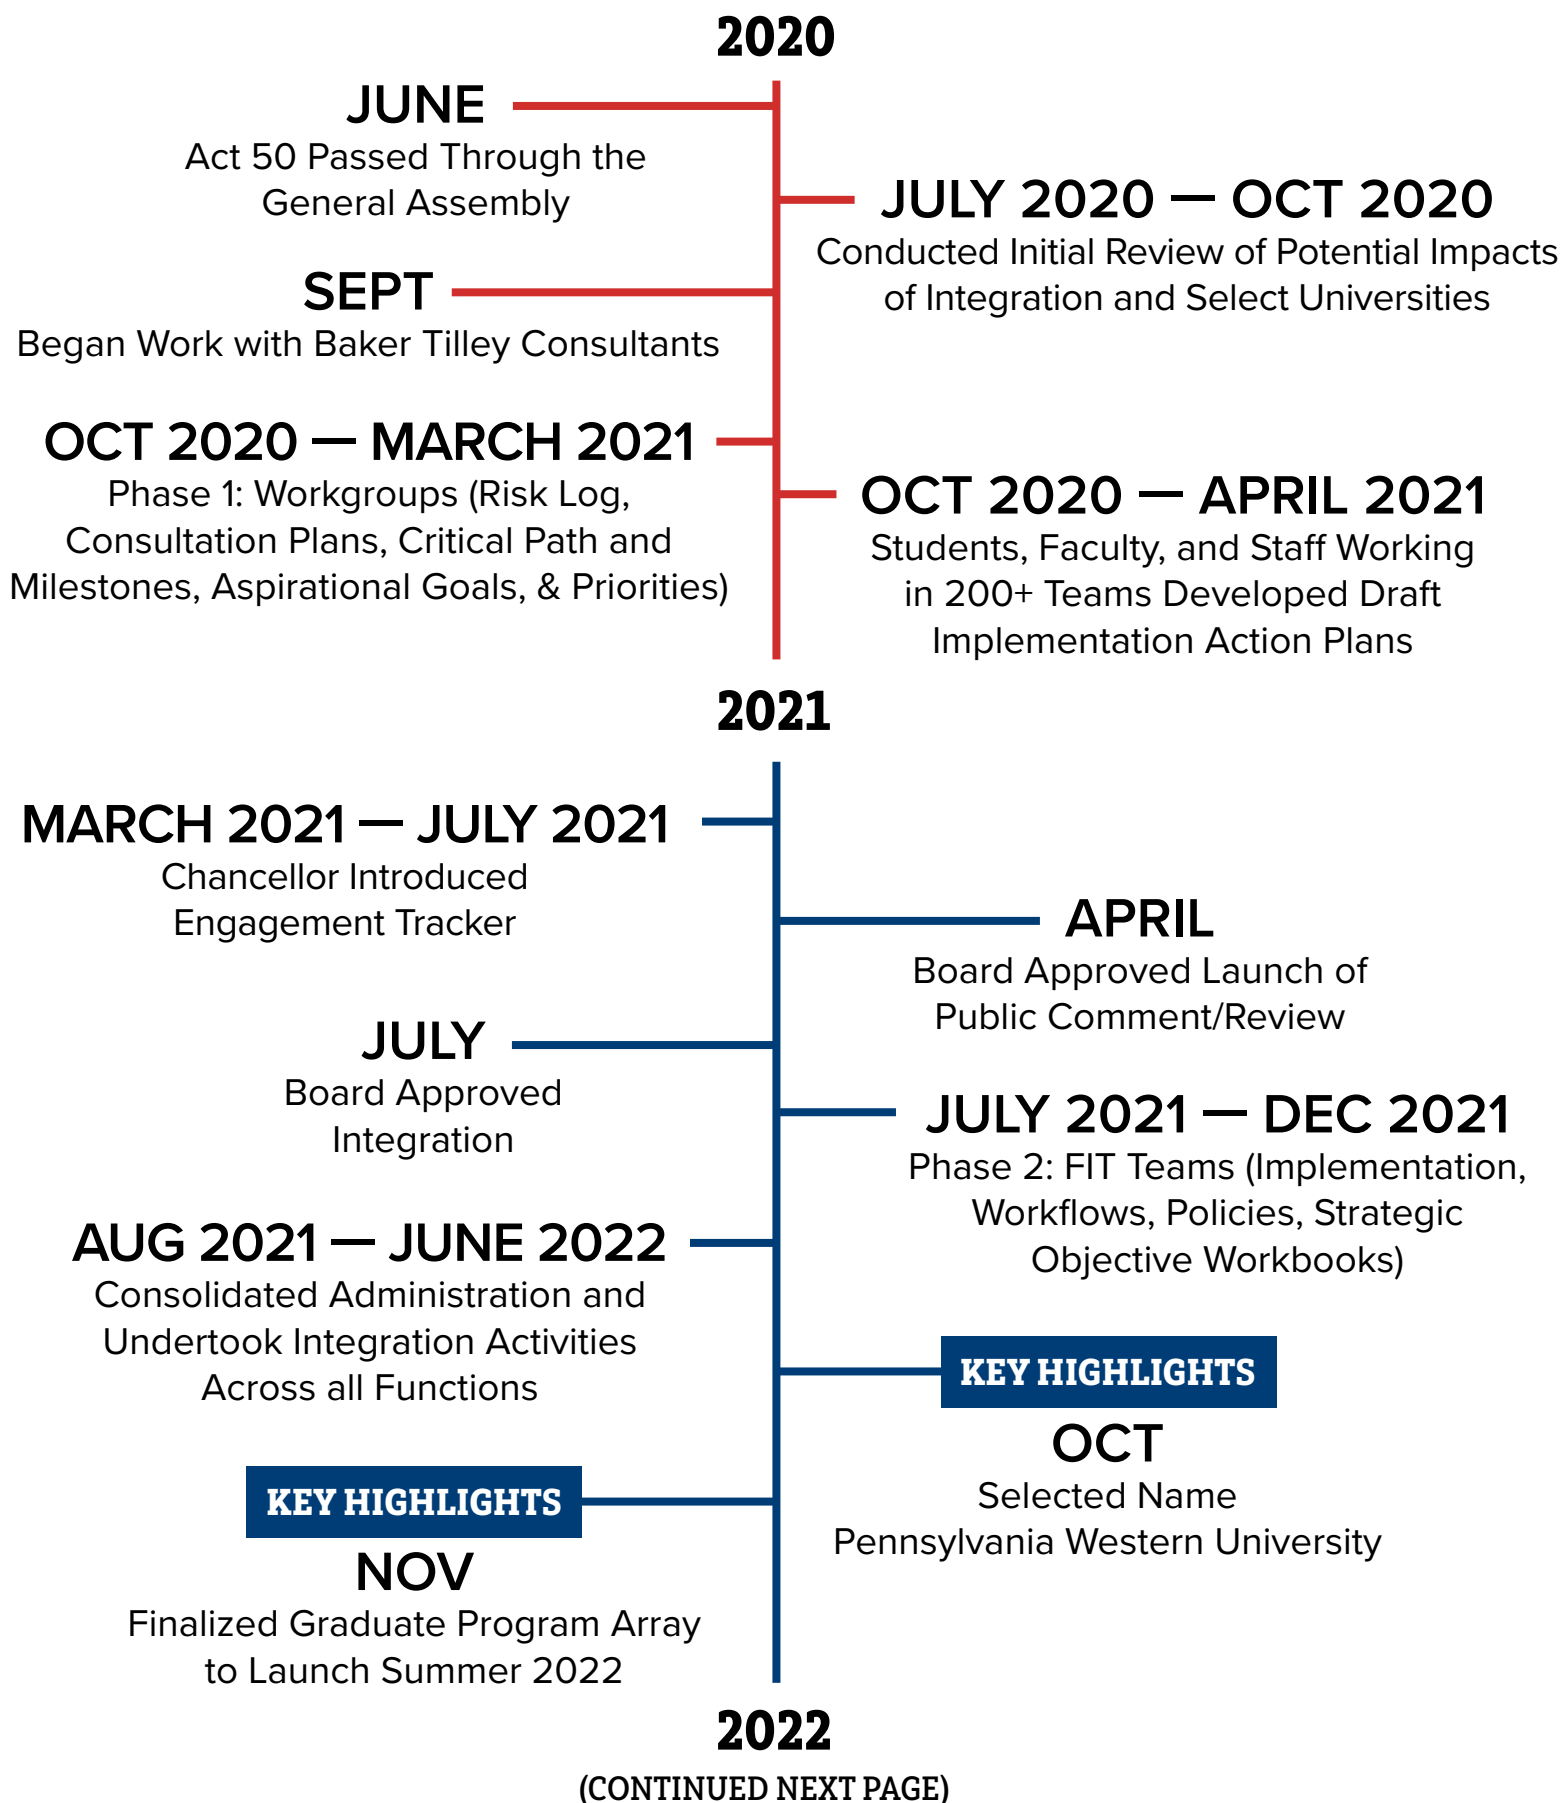 2020
JUNE
Act 50 Passed Through the
General Assembly
JULY 2020 — OCT 2020
Conducted Initial Review of Potential Impacts
of Integration and Select Universities
SEPT
Began Work with Baker Tilley Consultants
OCT 2020 — MARCH 2021
Phase 1: Workgroups (Risk Log,
Consultation Plans, Critical Path and
Milestones, Aspirational Goals, & Priorities)
OCT 2020 — APRIL 2021
Students, Faculty, and Staff Working
in 200+ Teams Developed Draft
Implementation Action Plans
2021
MARCH 2021 — JULY 2021
Chancellor Introduced
Engagement Tracker
APRIL
Board Approved Launch of
Public Comment/Review
JULY
Board Approved
Integration
JULY 2021 — DEC 2021
Phase 2: FIT Teams (Implementation,
Workflows, Policies, Strategic
Objective Workbooks)
AUG 2021 — JUNE 2022
Consolidated Administration and
Undertook Integration Activities
Across all Functions
KEY HIGHLIGHTS
OCT
Selected Name
Pennsylvania Western University
KEY HIGHLIGHTS
NOV
Finalized Graduate Program Array
to Launch Summer 2022
2022
(CONTINUED NEXT PAGE)